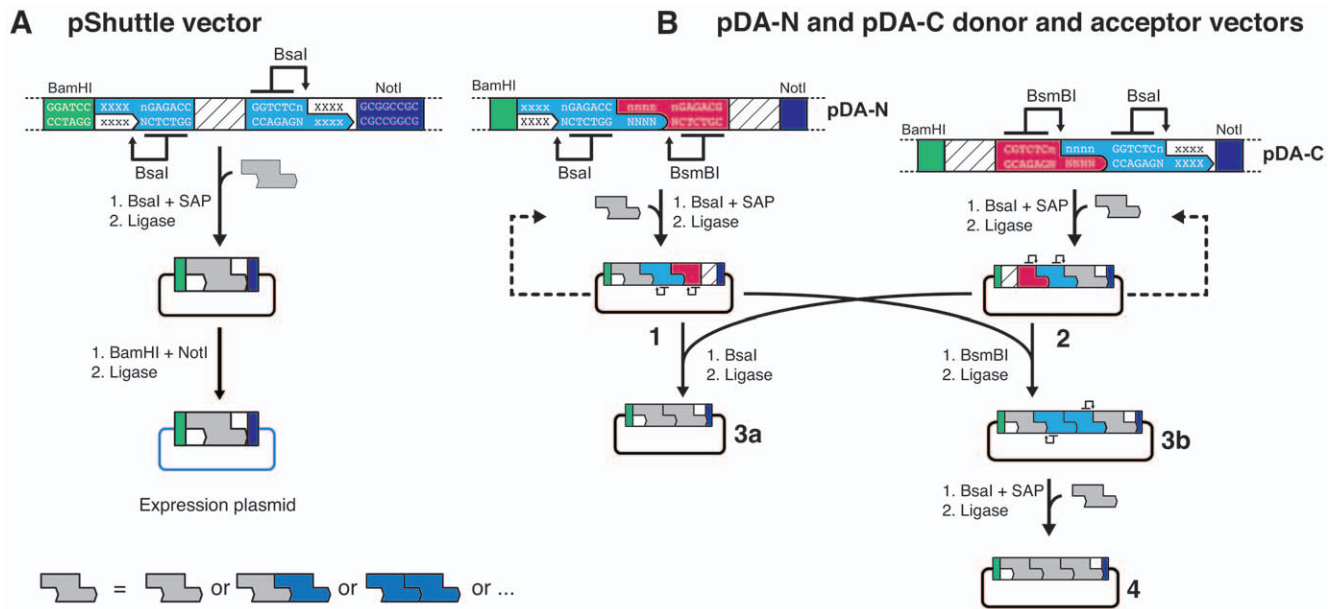 A pShuttle vector
BsaI
BamHI
NotI
GGATCC xxxx nGAGACC GGTCTCn xxxx GCGGCCGC
CCTAGG xxxx NCTCTGG CCAGAGN xxxx CGCCGGCG
BsaI
1. BsaI + SAP
2. Ligase
1. BamHI + NotI
2. Ligase
Expression plasmid
= or or or ...
B pDA-N and pDA-C donor and acceptor vectors
BamHI
NotI
xxxx nGAGACC nnnn nGAGACG
xxxx NCTCTGG NNNN NCTCTGC
pDA-N
BsaI
BsmBI
BsmBI
BsaI
BamHI
NotI
CGTCTCn nnnn GGTCTCn xxxx
GCAGAGN NNNN CCAGAGN XXXX
pDA-C
1. BsaI + SAP
2. Ligase
1. BsaI + SAP
2. Ligase
1
2
1. BsaI
2. Ligase
1. BsmBI
2. Ligase
3a
3b
1. BsaI + SAP
2. Ligase
4